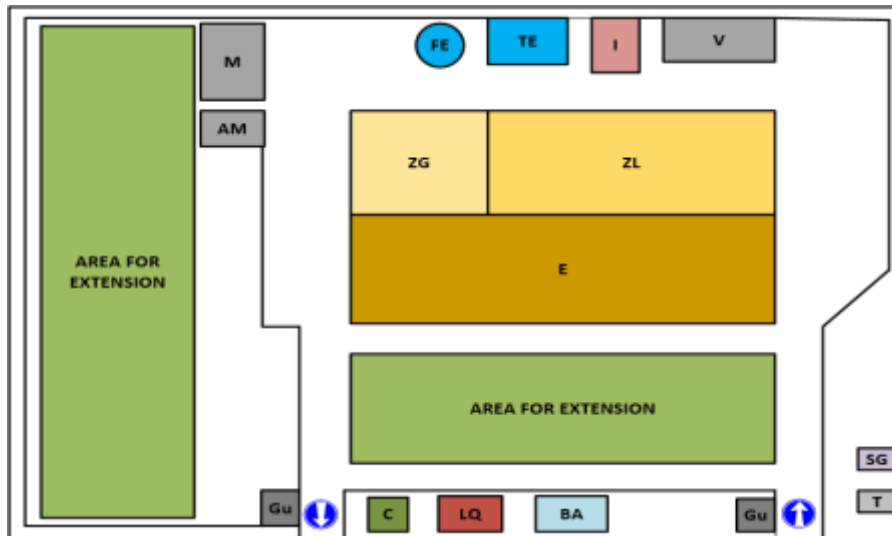 FE
TE
I
V
M
AM
ZG
ZL
AREA FOR
EXTENSION
E
AREA FOR EXTENSION
SG
Gu
C
LQ
BA
Gu
T